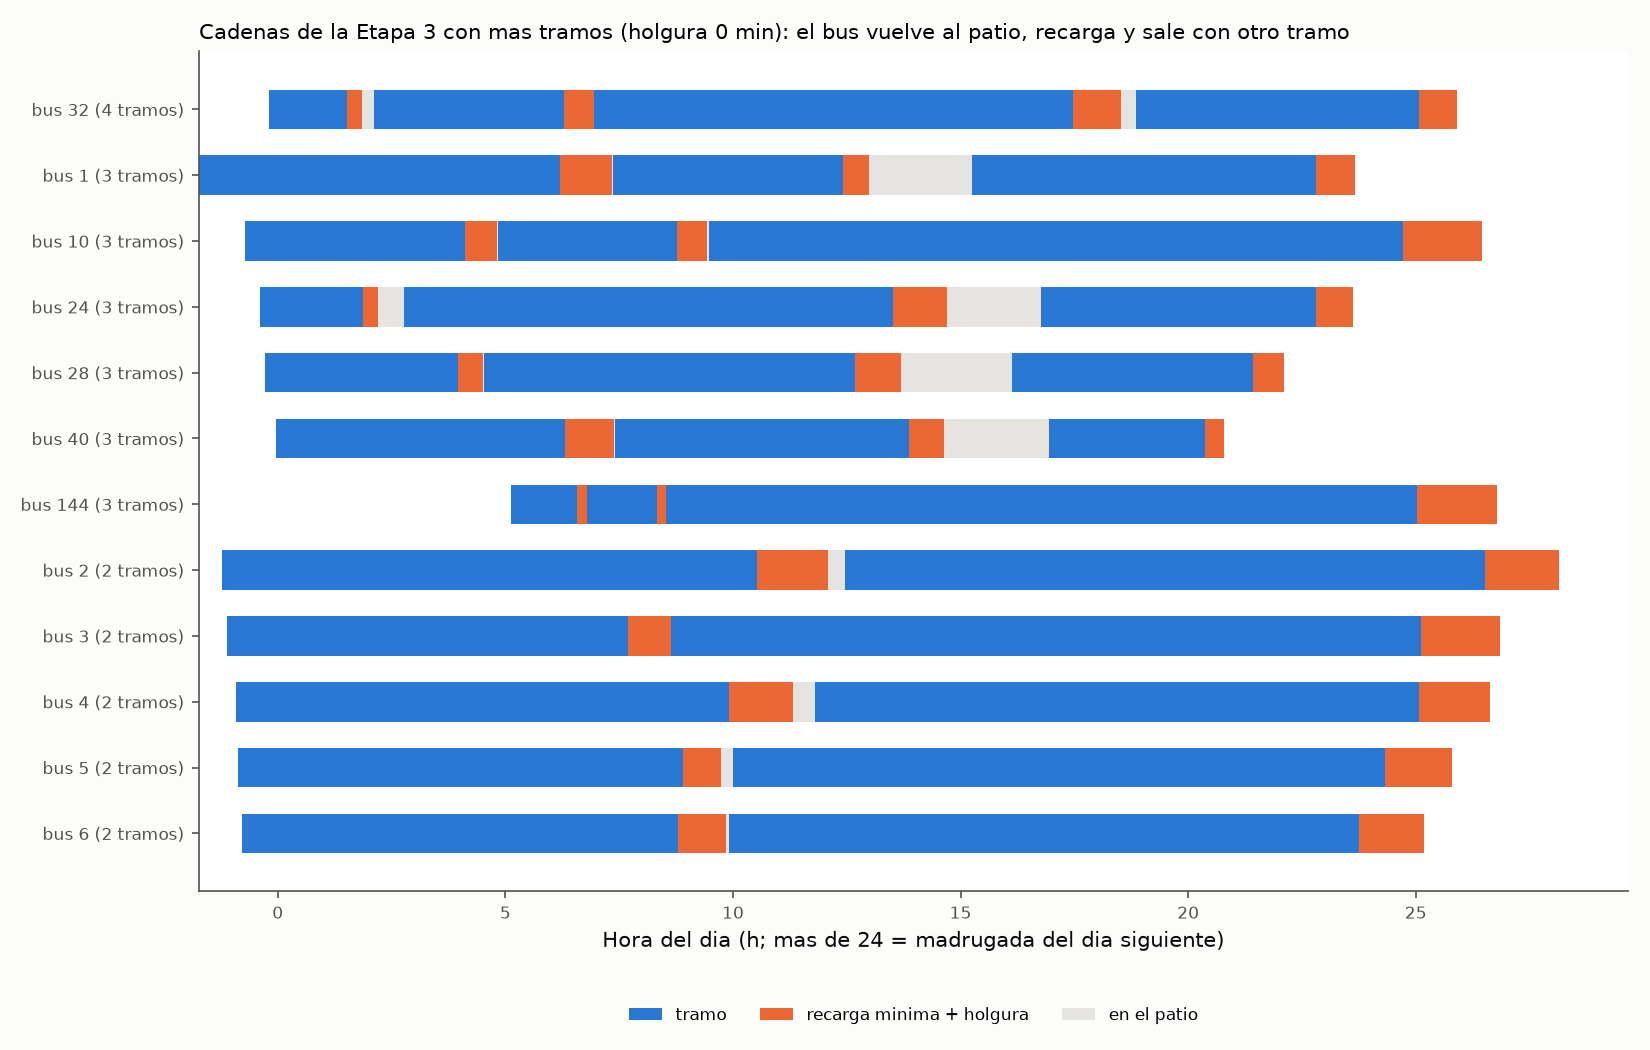 Cadenas de la Etapa 3 con mas tramos (holgura 0 min): el bus vuelve al patio, recarga y sale con otro tramo
bus 32 (4 tramos)
bus 1 (3 tramos)
bus 10 (3 tramos)
bus 24 (3 tramos)
bus 28 (3 tramos)
bus 40 (3 tramos)
bus 144 (3 tramos)
bus 2 (2 tramos)
bus 3 (2 tramos)
bus 4 (2 tramos)
bus 5 (2 tramos)
bus 6 (2 tramos)
0 5 10 15 20 25
Hora del dia (h; mas de 24 = madrugada del dia siguiente)
tramo recarga minima + holgura en el patio